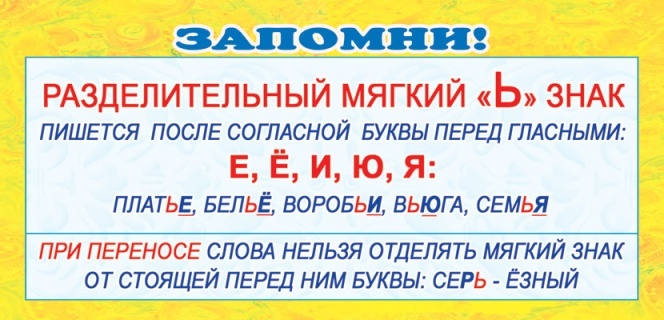 ЗАПОМНИ!
РАЗДЕЛИТЕЛЬНЫЙ МЯГКИЙ «Ь» ЗНАК
ПИШЕТСЯ ПОСЛЕ СОГЛАСНОЙ БУКВЫ ПЕРЕД ГЛАСНЫМИ:
Е, Ё, И, Ю, Я:
ПЛАТЬЕ, БЕЛЬЁ, ВОРОБЬИ, ВЬЮГА, СЕМЬЯ
ПРИ ПЕРЕНОСЕ СЛОВА НЕЛЬЗЯ ОТДЕЛЯТЬ МЯГКИЙ ЗНАК
ОТ СТОЯЩЕЙ ПЕРЕД НИМ БУКВЫ: СЕРЬ - ЁЗНЫЙ